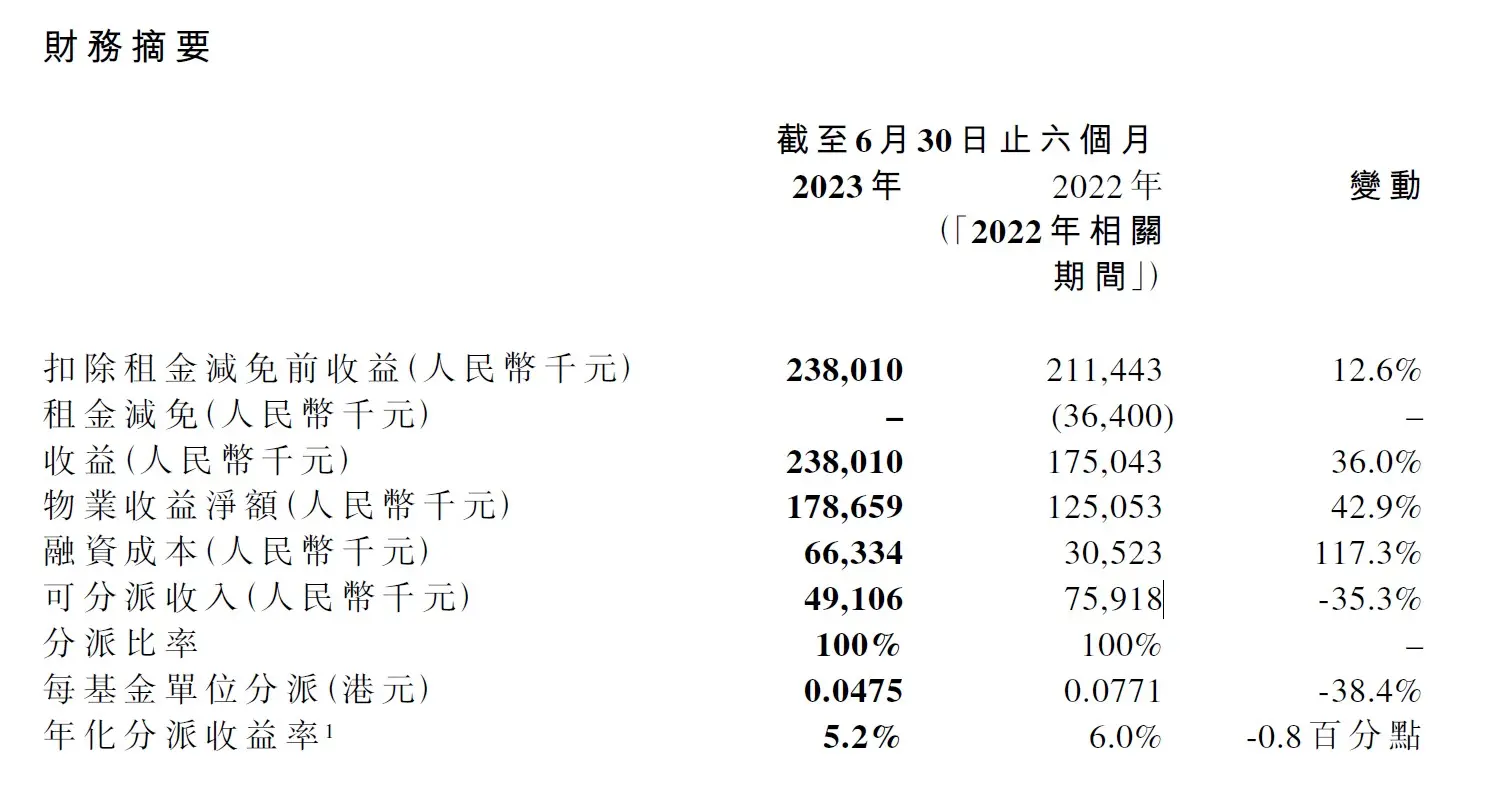 財務摘要
截至6月30日止六個月
2023年 2022年 變動
(「2022年相關
期間」)
扣除租金減免前收益(人民幣千元) 238,010 211,443 12.6%
租金減免(人民幣千元) – (36,400) –
收益(人民幣千元) 238,010 175,043 36.0%
物業收益淨額(人民幣千元) 178,659 125,053 42.9%
融資成本(人民幣千元) 66,334 30,523 117.3%
可分派收入(人民幣千元) 49,106 75,918 -35.3%
分派比率 100% 100% –
每基金單位分派(港元) 0.0475 0.0771 -38.4%
年化分派收益率1 5.2% 6.0% -0.8百分點